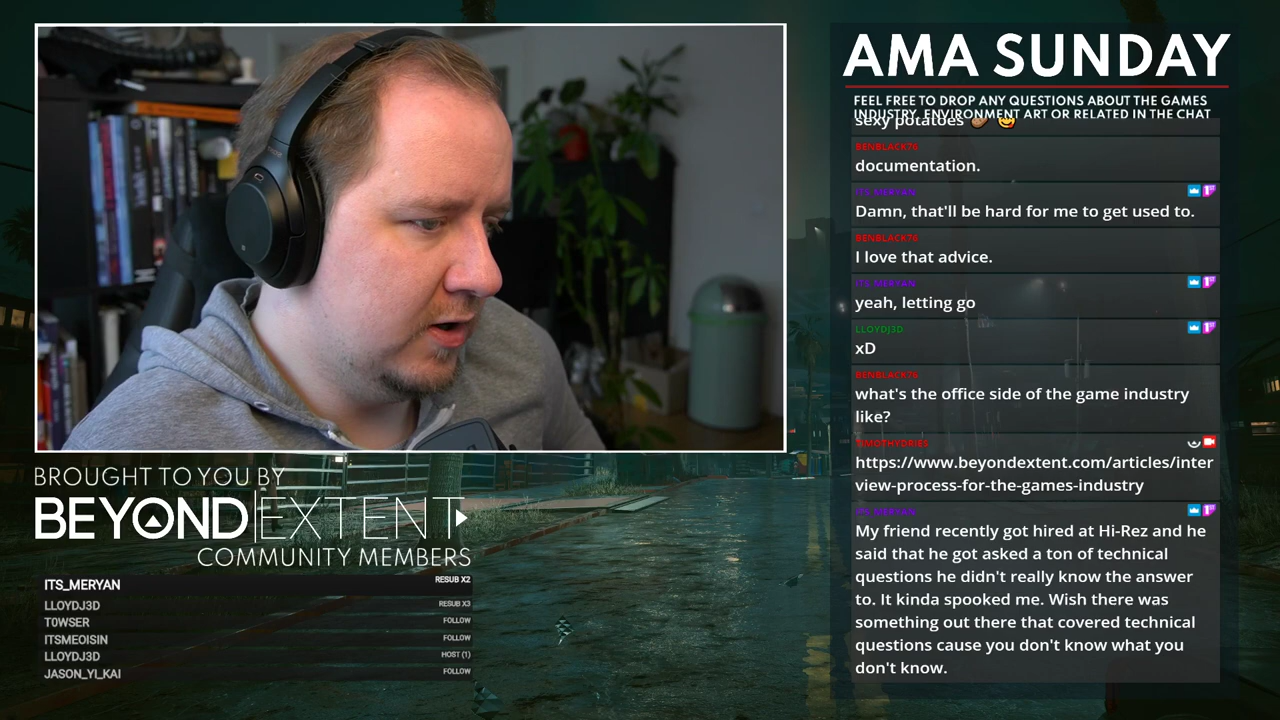 AMA SUNDAY
FEEL FREE TO DROP ANY QUESTIONS ABOUT THE GAMES
INDUSTRY, ENVIRONMENT ART OR RELATED IN THE CHAT
sexy potatoes 🥔 😄
BENBLACK76
documentation.
ITS_MERYAN
Damn, that'll be hard for me to get used to.
BENBLACK76
I love that advice.
ITS_MERYAN
yeah, letting go
LLOYDJ3D
xD
BENBLACK76
what's the office side of the game industry
like?
TIMOTHYDRIES
https://www.beyondextent.com/articles/inter
view-process-for-the-games-industry
ITS_MERYAN
My friend recently got hired at Hi-Rez and he
said that he got asked a ton of technical
questions he didn't really know the answer
to. It kinda spooked me. Wish there was
something out there that covered technical
questions cause you don't know what you
don't know.
BROUGHT TO YOU BY
BEYOND EXTENT
COMMUNITY MEMBERS
ITS_MERYAN RESUB X2
LLOYDJ3D RESUB X3
T0WSER FOLLOW
ITSMEOISIN FOLLOW
LLOYDJ3D HOST (1)
JASON_YI_KAI FOLLOW